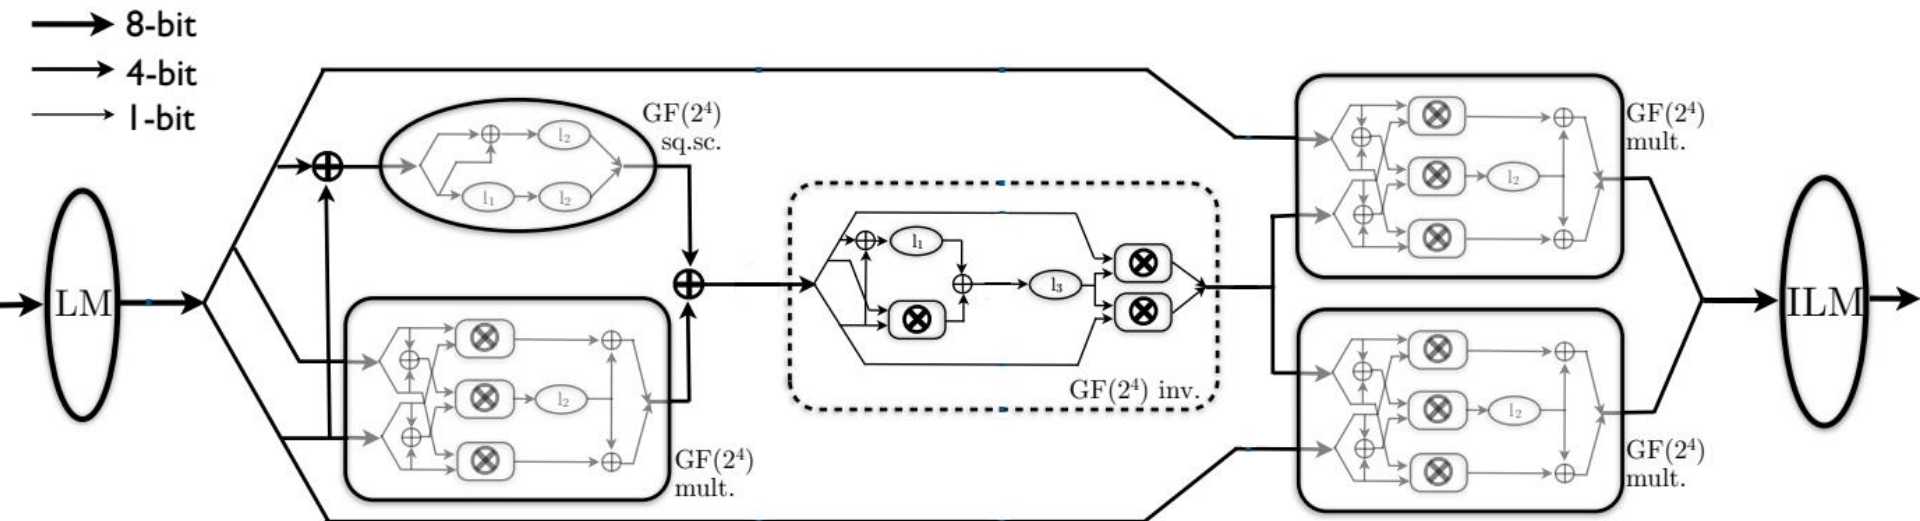 8-bit
4-bit
1-bit
GF(2⁴)
sq.sc.
l₂
l₁
l₂
LM
l₂
GF(2⁴)
mult.
l₁
l₃
GF(2⁴) inv.
l₂
GF(2⁴)
mult.
l₂
GF(2⁴)
mult.
ILM